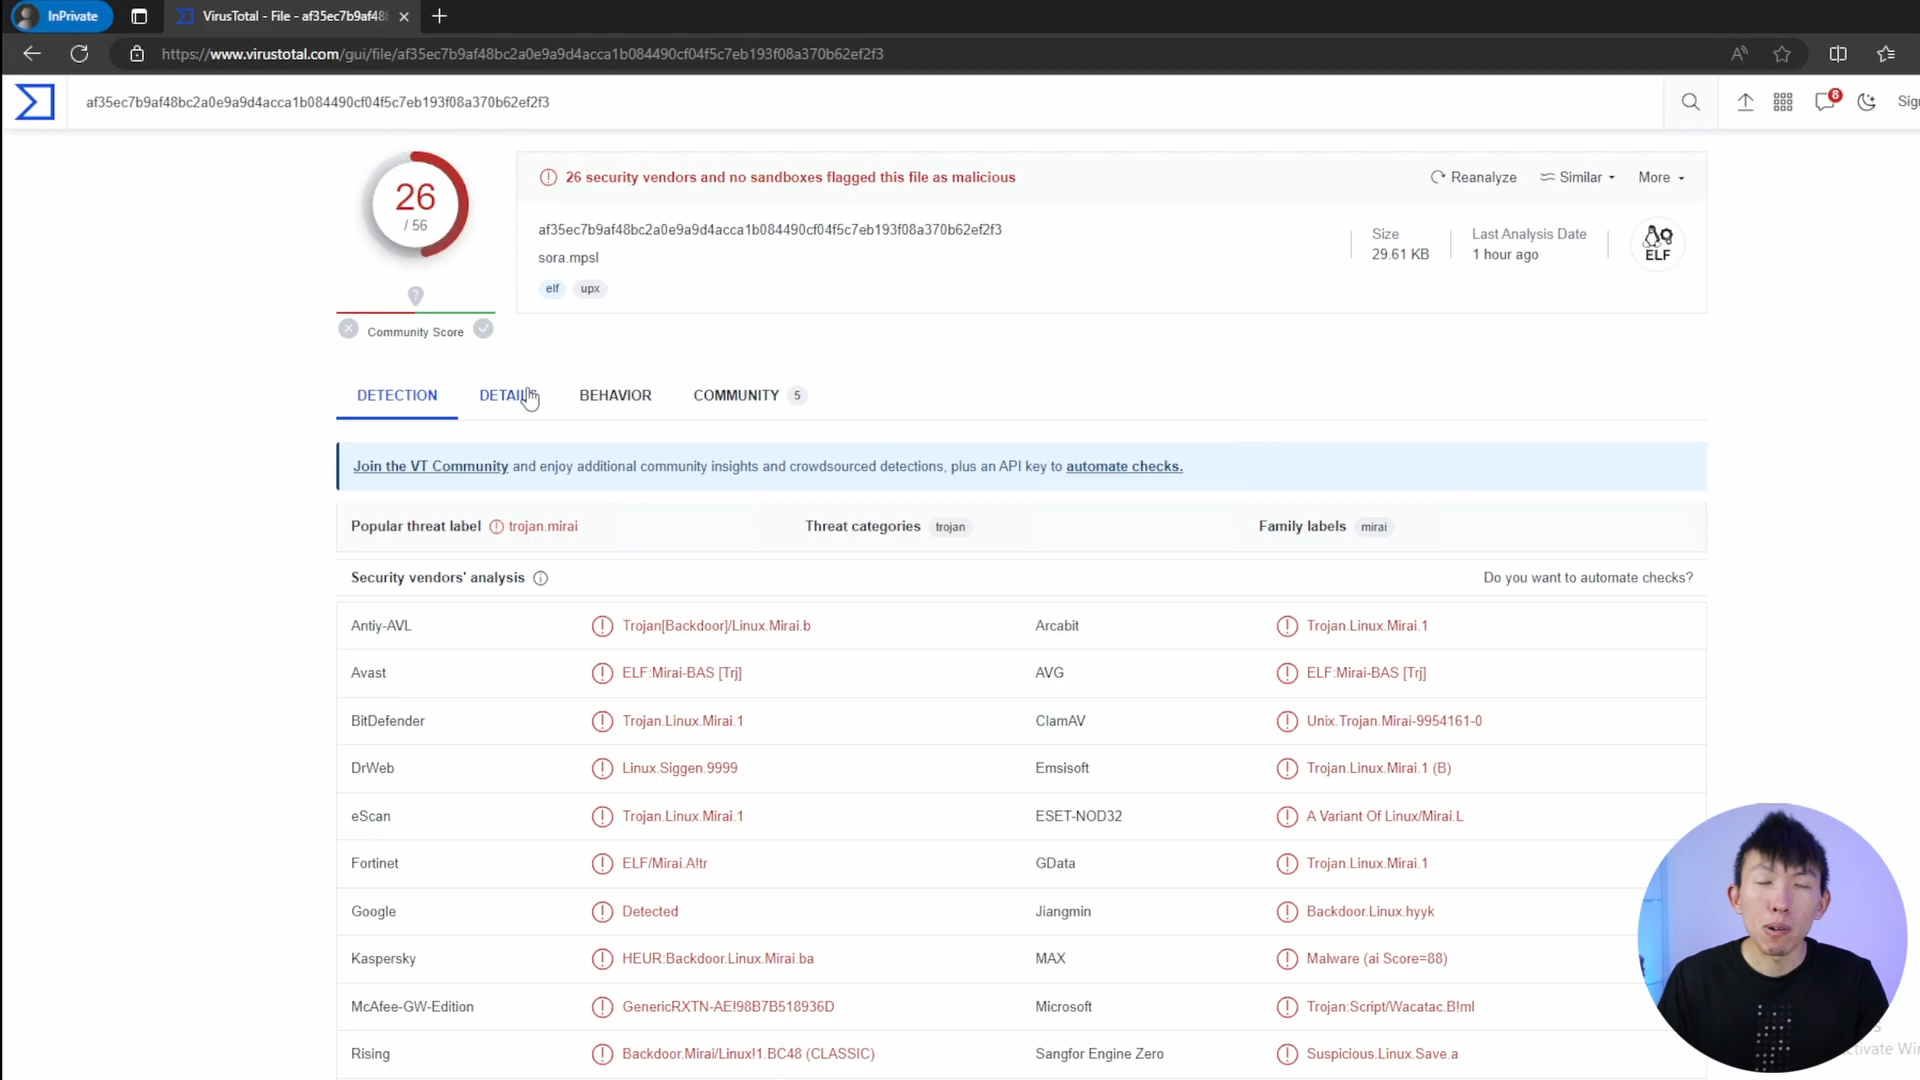 InPrivate
VirusTotal - File - af35ec7b9af48
https://www.virustotal.com/gui/file/af35ec7b9af48bc2a0e9a9d4acca1b084490cf04f5c7eb193f08a370b62ef2f3
af35ec7b9af48bc2a0e9a9d4acca1b084490cf04f5c7eb193f08a370b62ef2f3
8
Sig
26
/ 56
Community Score
26 security vendors and no sandboxes flagged this file as malicious
Reanalyze Similar More
af35ec7b9af48bc2a0e9a9d4acca1b084490cf04f5c7eb193f08a370b62ef2f3
sora.mpsl
elf upx
Size
29.61 KB
Last Analysis Date
1 hour ago
ELF
DETECTION DETAILS BEHAVIOR COMMUNITY 5
Join the VT Community and enjoy additional community insights and crowdsourced detections, plus an API key to automate checks.
Popular threat label trojan.mirai Threat categories trojan Family labels mirai
Security vendors' analysis Do you want to automate checks?
Antiy-AVL Trojan[Backdoor]/Linux.Mirai.b Arcabit Trojan.Linux.Mirai.1
Avast ELF:Mirai-BAS [Trj] AVG ELF:Mirai-BAS [Trj]
BitDefender Trojan.Linux.Mirai.1 ClamAV Unix.Trojan.Mirai-9954161-0
DrWeb Linux.Siggen.9999 Emsisoft Trojan.Linux.Mirai.1 (B)
eScan Trojan.Linux.Mirai.1 ESET-NOD32 A Variant Of Linux/Mirai.L
Fortinet ELF/Mirai.A!tr GData Trojan.Linux.Mirai.1
Google Detected Jiangmin Backdoor.Linux.hyyk
Kaspersky HEUR:Backdoor.Linux.Mirai.ba MAX Malware (ai Score=88)
McAfee-GW-Edition GenericRXTN-AE!98B7B518936D Microsoft Trojan:Script/Wacatac.B!ml
Rising Backdoor.Mirai/Linux!1.BC48 (CLASSIC) Sangfor Engine Zero Suspicious.Linux.Save.a